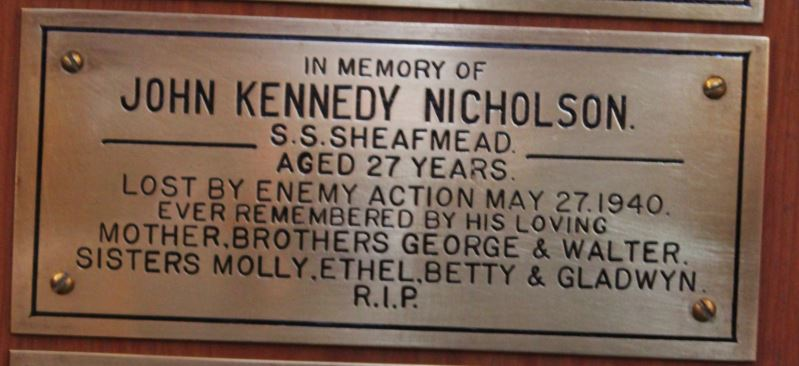 IN MEMORY OF
JOHN KENNEDY NICHOLSON.
S.S.SHEAFMEAD.
AGED 27 YEARS.
LOST BY ENEMY ACTION MAY 27.1940.
EVER REMEMBERED BY HIS LOVING
MOTHER.BROTHERS GEORGE & WALTER.
SISTERS MOLLY.ETHEL.BETTY & GLADWYN.
R.I.P.